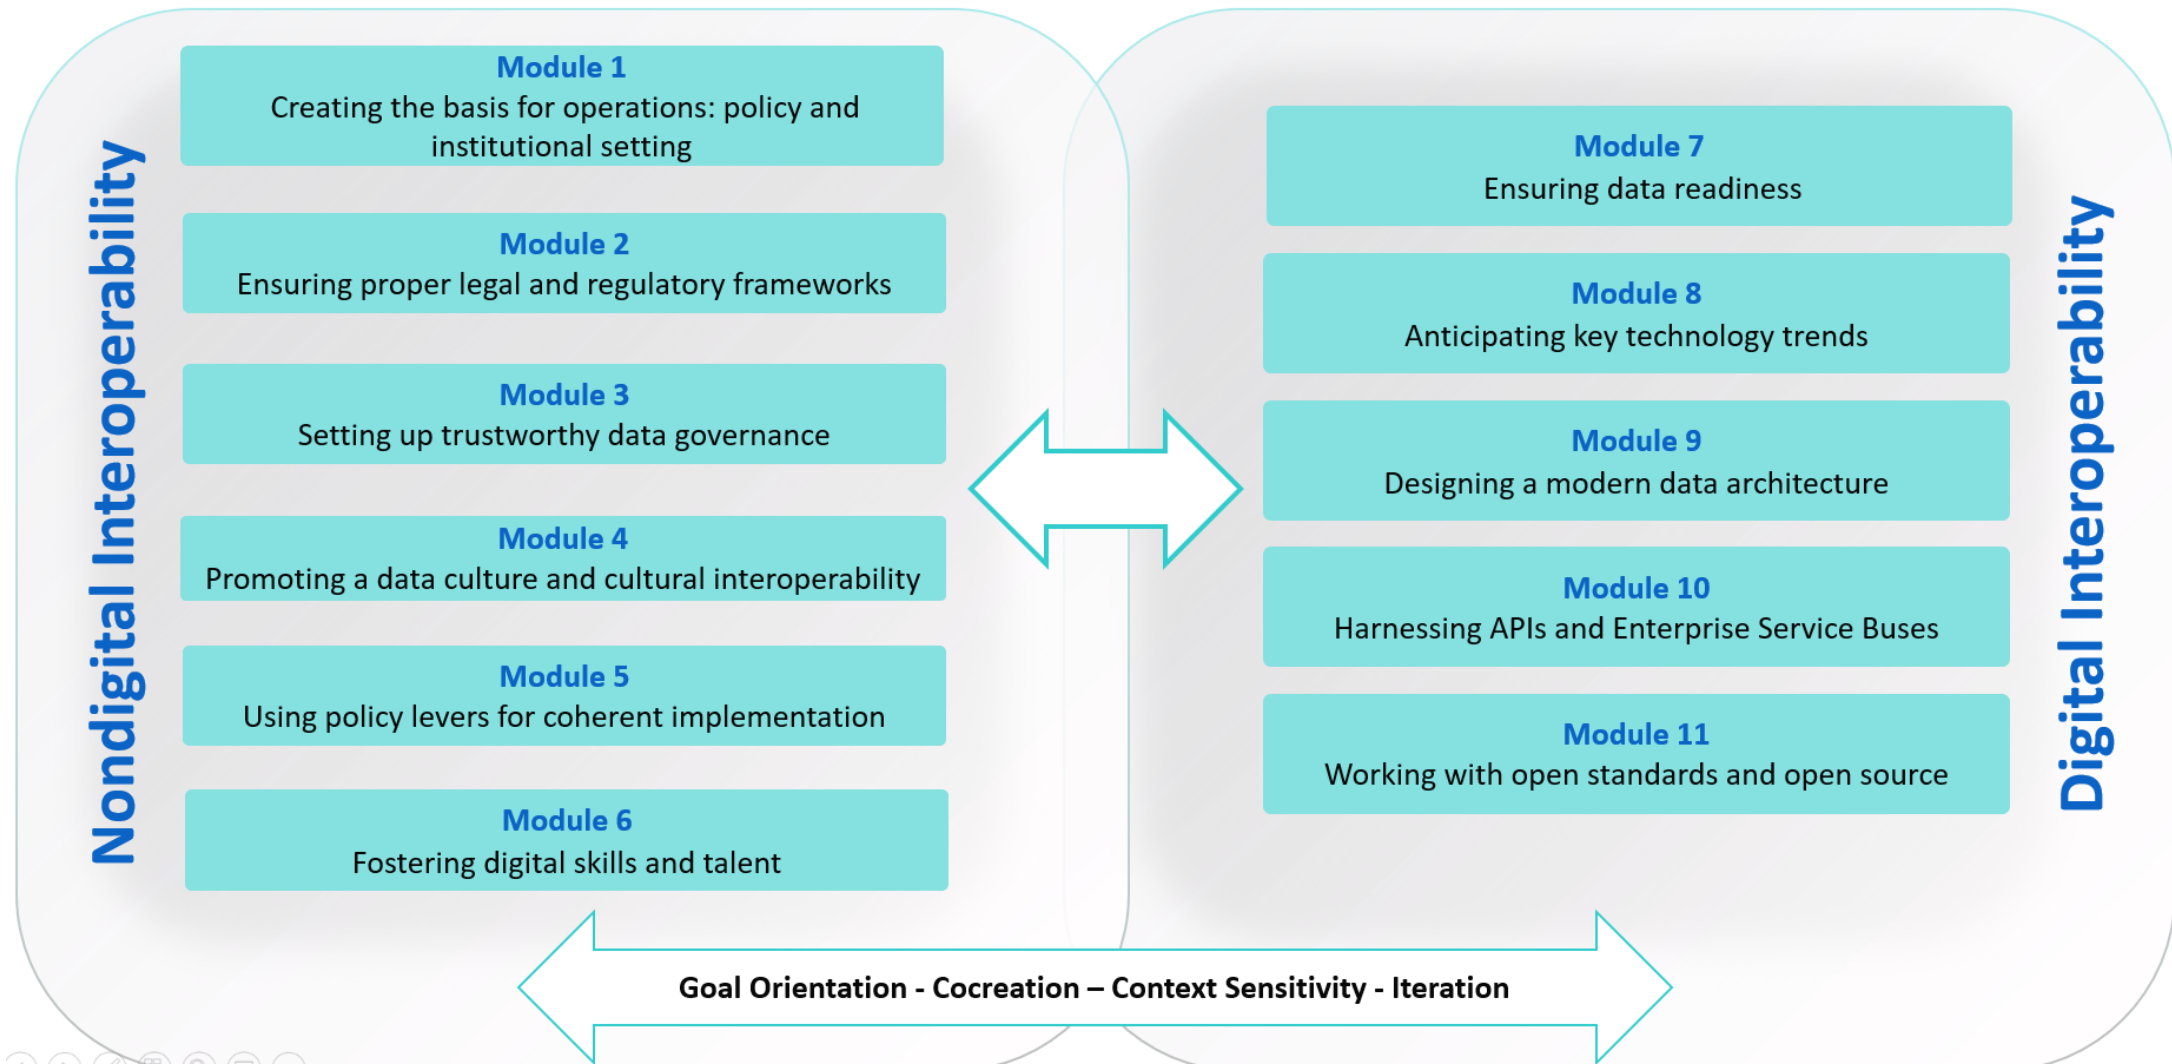 Nondigital Interoperability
Module 1
Creating the basis for operations: policy and
institutional setting
Module 2
Ensuring proper legal and regulatory frameworks
Module 3
Setting up trustworthy data governance
Module 4
Promoting a data culture and cultural interoperability
Module 5
Using policy levers for coherent implementation
Module 6
Fostering digital skills and talent
Module 7
Ensuring data readiness
Module 8
Anticipating key technology trends
Module 9
Designing a modern data architecture
Module 10
Harnessing APIs and Enterprise Service Buses
Module 11
Working with open standards and open source
Digital Interoperability
Goal Orientation - Cocreation – Context Sensitivity - Iteration